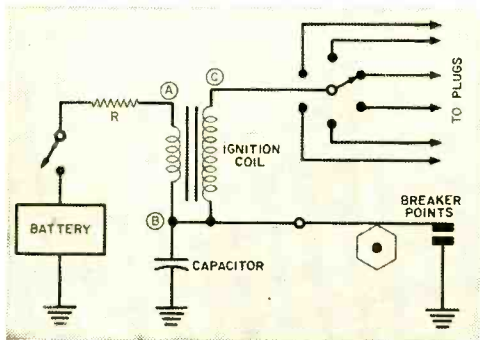 A
C
R
IGNITION
COIL
TO PLUGS
B
BATTERY
CAPACITOR
BREAKER
POINTS